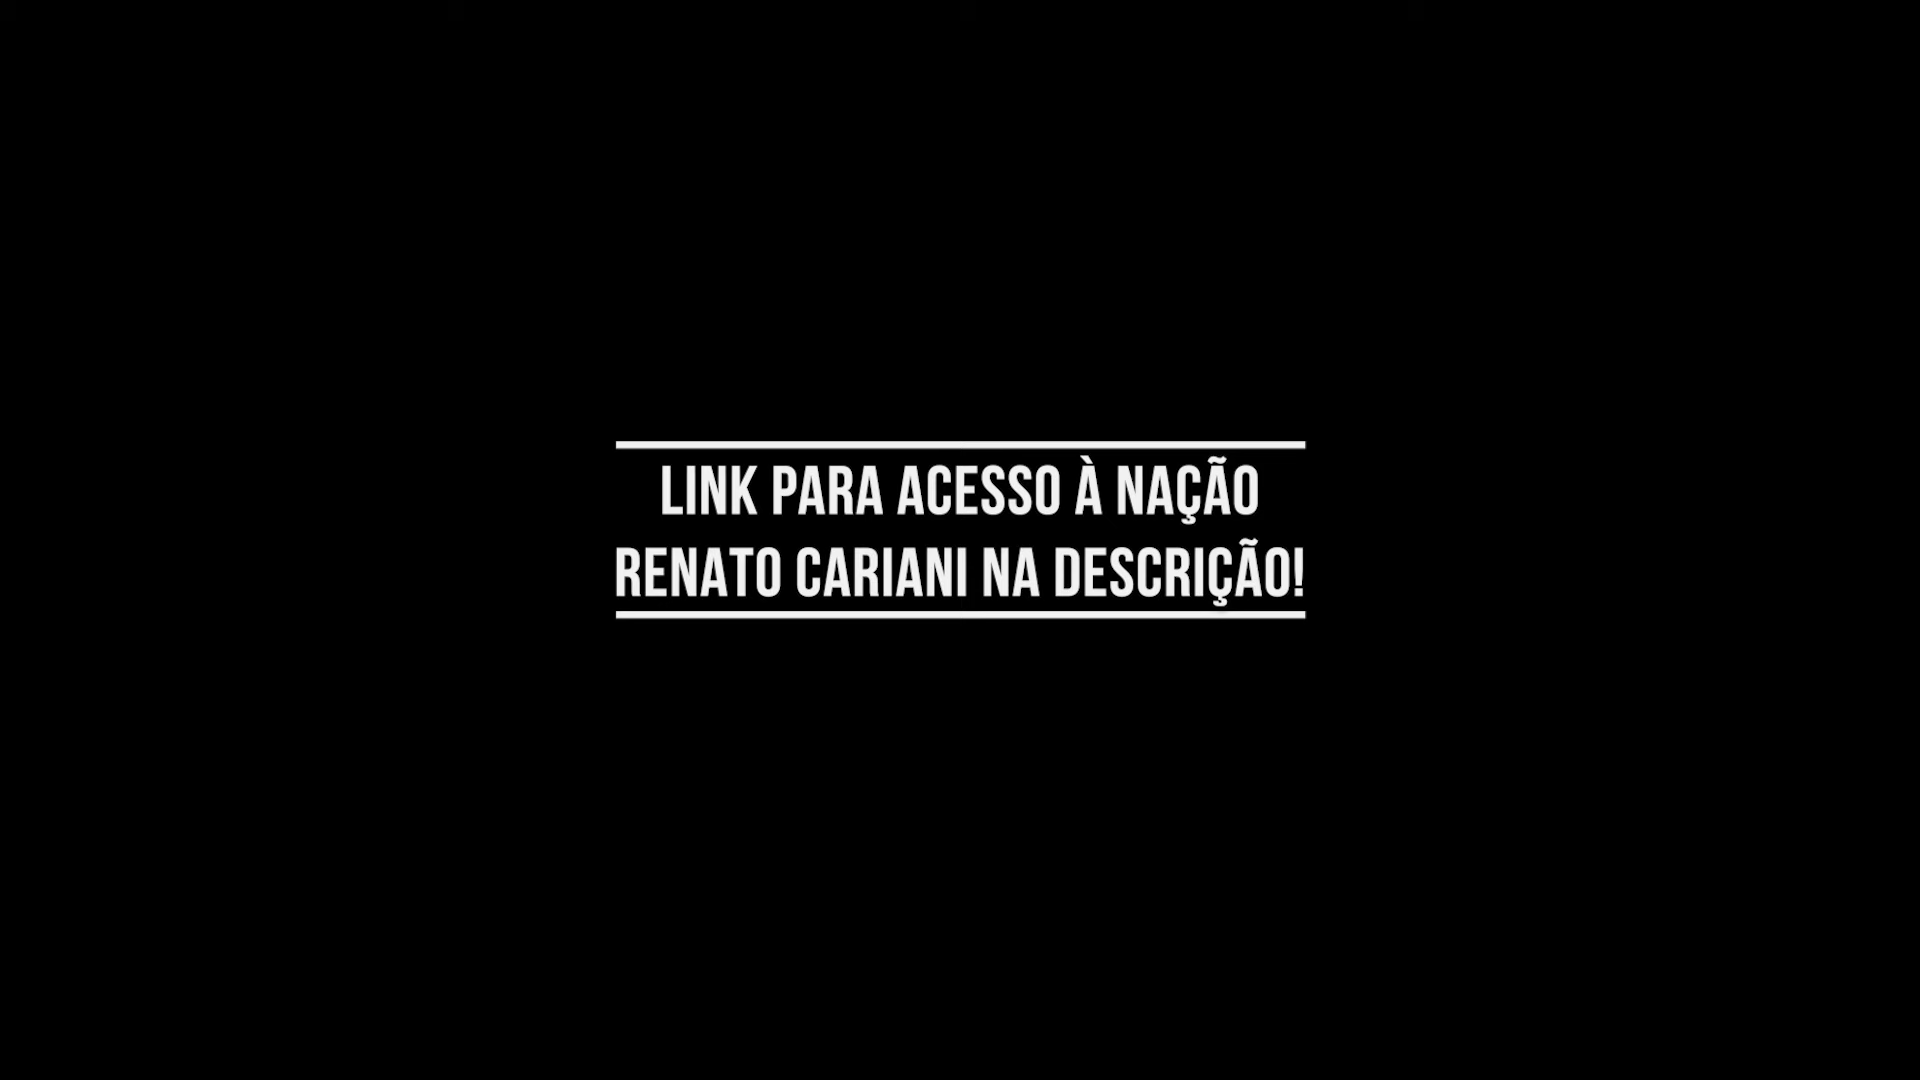 LINK PARA ACESSO À NAÇÃO
RENATO CARIANI NA DESCRIÇÃO!